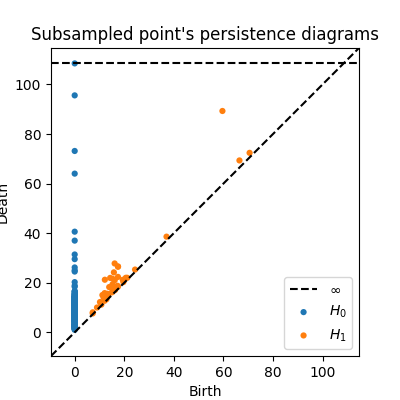 Subsampled point's persistence diagrams
100
80
60
40
20
0
Death
0 20 40 60 80 100
Birth
∞
H₀
H₁